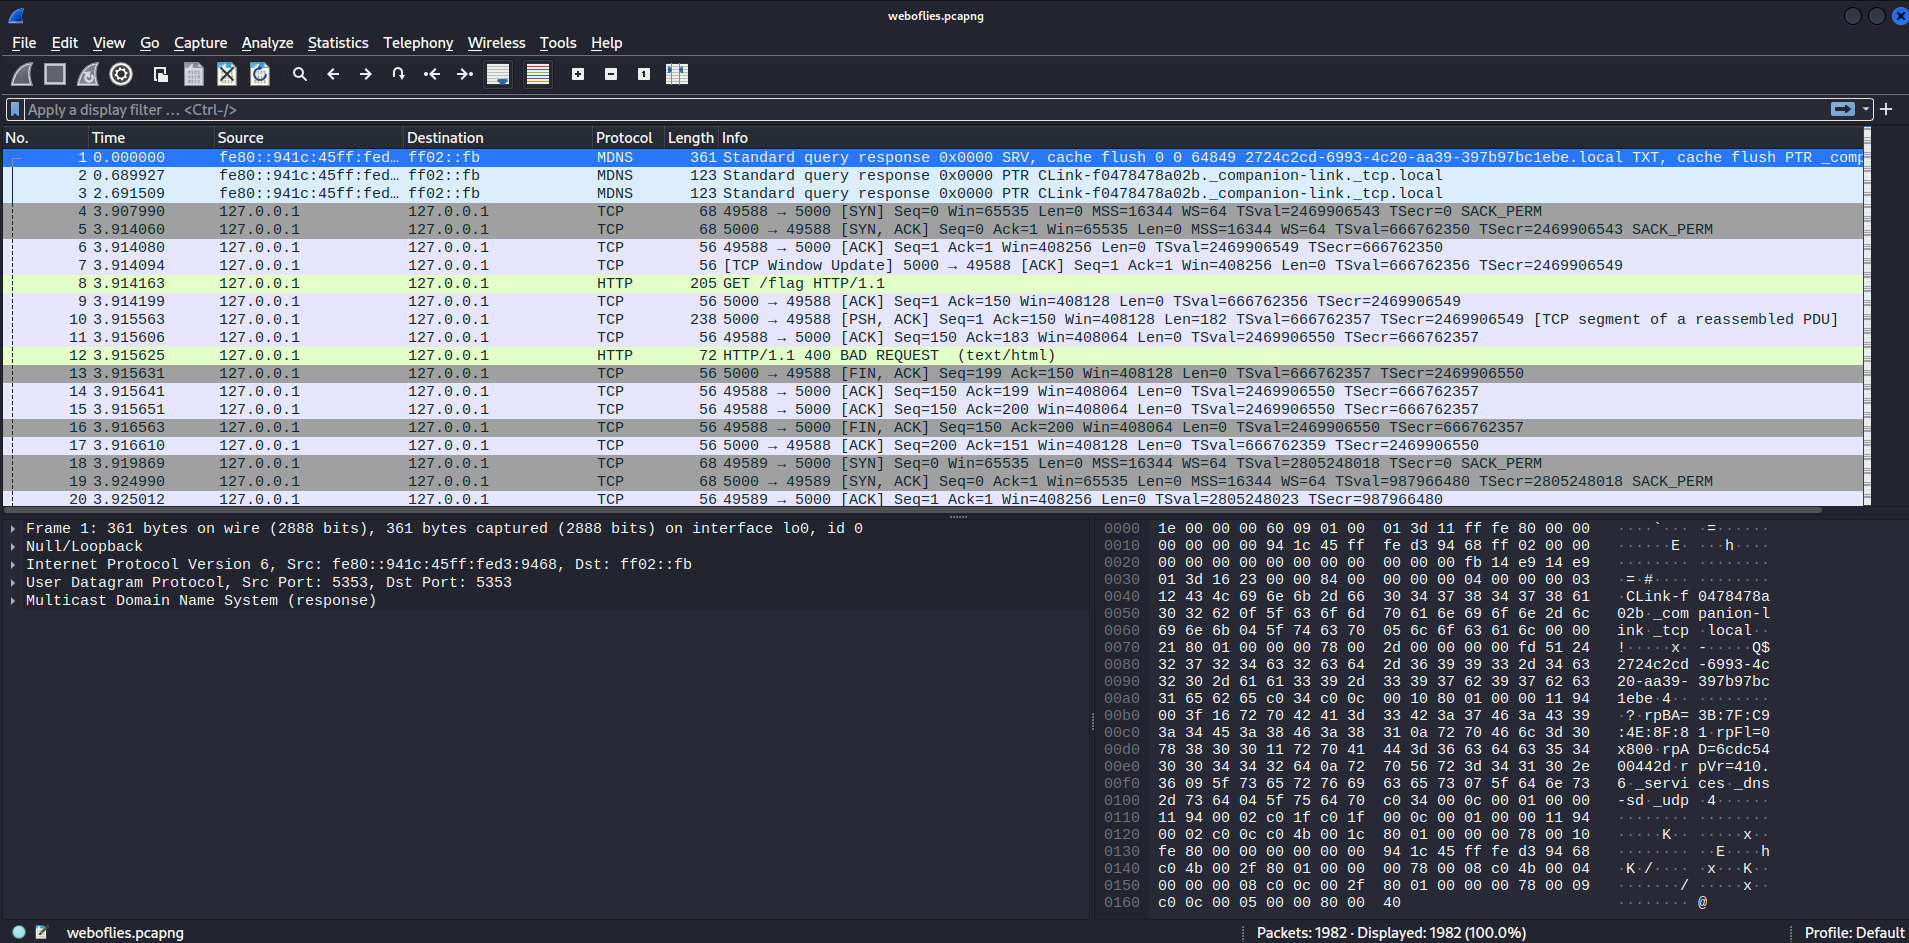 weboflies.pcapng
File Edit View Go Capture Analyze Statistics Telephony Wireless Tools Help
Apply a display filter … <Ctrl-/>
No. Time Source Destination Protocol Length Info
1 0.000000 fe80::941c:45ff:fed… ff02::fb MDNS 361 Standard query response 0x0000 SRV, cache flush 0 0 64849 2724c2cd-6993-4c20-aa39-397b97bc1ebe.local TXT, cache flush PTR _comp
2 0.689927 fe80::941c:45ff:fed… ff02::fb MDNS 123 Standard query response 0x0000 PTR CLink-f0478478a02b._companion-link._tcp.local
3 2.691509 fe80::941c:45ff:fed… ff02::fb MDNS 123 Standard query response 0x0000 PTR CLink-f0478478a02b._companion-link._tcp.local
4 3.907990 127.0.0.1 127.0.0.1 TCP 68 49588 → 5000 [SYN] Seq=0 Win=65535 Len=0 MSS=16344 WS=64 TSval=2469906543 TSecr=0 SACK_PERM
5 3.914060 127.0.0.1 127.0.0.1 TCP 68 5000 → 49588 [SYN, ACK] Seq=0 Ack=1 Win=65535 Len=0 MSS=16344 WS=64 TSval=666762350 TSecr=2469906543 SACK_PERM
6 3.914080 127.0.0.1 127.0.0.1 TCP 56 49588 → 5000 [ACK] Seq=1 Ack=1 Win=408256 Len=0 TSval=2469906549 TSecr=666762350
7 3.914094 127.0.0.1 127.0.0.1 TCP 56 [TCP Window Update] 5000 → 49588 [ACK] Seq=1 Ack=1 Win=408256 Len=0 TSval=666762356 TSecr=2469906549
8 3.914163 127.0.0.1 127.0.0.1 HTTP 205 GET /flag HTTP/1.1
9 3.914199 127.0.0.1 127.0.0.1 TCP 56 5000 → 49588 [ACK] Seq=1 Ack=150 Win=408128 Len=0 TSval=666762356 TSecr=2469906549
10 3.915563 127.0.0.1 127.0.0.1 TCP 238 5000 → 49588 [PSH, ACK] Seq=1 Ack=150 Win=408128 Len=182 TSval=666762357 TSecr=2469906549 [TCP segment of a reassembled PDU]
11 3.915606 127.0.0.1 127.0.0.1 TCP 56 49588 → 5000 [ACK] Seq=150 Ack=183 Win=408064 Len=0 TSval=2469906550 TSecr=666762357
12 3.915625 127.0.0.1 127.0.0.1 HTTP 72 HTTP/1.1 400 BAD REQUEST (text/html)
13 3.915631 127.0.0.1 127.0.0.1 TCP 56 5000 → 49588 [FIN, ACK] Seq=199 Ack=150 Win=408128 Len=0 TSval=666762357 TSecr=2469906550
14 3.915641 127.0.0.1 127.0.0.1 TCP 56 49588 → 5000 [ACK] Seq=150 Ack=199 Win=408064 Len=0 TSval=2469906550 TSecr=666762357
15 3.915651 127.0.0.1 127.0.0.1 TCP 56 49588 → 5000 [ACK] Seq=150 Ack=200 Win=408064 Len=0 TSval=2469906550 TSecr=666762357
16 3.916563 127.0.0.1 127.0.0.1 TCP 56 49588 → 5000 [FIN, ACK] Seq=150 Ack=200 Win=408064 Len=0 TSval=2469906550 TSecr=666762357
17 3.916610 127.0.0.1 127.0.0.1 TCP 56 5000 → 49588 [ACK] Seq=200 Ack=151 Win=408128 Len=0 TSval=666762359 TSecr=2469906550
18 3.919869 127.0.0.1 127.0.0.1 TCP 68 49589 → 5000 [SYN] Seq=0 Win=65535 Len=0 MSS=16344 WS=64 TSval=2805248018 TSecr=0 SACK_PERM
19 3.924990 127.0.0.1 127.0.0.1 TCP 68 5000 → 49589 [SYN, ACK] Seq=0 Ack=1 Win=65535 Len=0 MSS=16344 WS=64 TSval=987966480 TSecr=2805248018 SACK_PERM
20 3.925012 127.0.0.1 127.0.0.1 TCP 56 49589 → 5000 [ACK] Seq=1 Ack=1 Win=408256 Len=0 TSval=2805248023 TSecr=987966480
Frame 1: 361 bytes on wire (2888 bits), 361 bytes captured (2888 bits) on interface lo0, id 0
Null/Loopback
Internet Protocol Version 6, Src: fe80::941c:45ff:fed3:9468, Dst: ff02::fb
User Datagram Protocol, Src Port: 5353, Dst Port: 5353
Multicast Domain Name System (response)
0000 1e 00 00 00 60 09 01 00 01 3d 11 ff fe 80 00 00 ····`··· ·=······
0010 00 00 00 00 94 1c 45 ff fe d3 94 68 ff 02 00 00 ······E· ···h····
0020 00 00 00 00 00 00 00 00 00 00 00 fb 14 e9 14 e9 ········ ········
0030 01 3d 16 23 00 00 84 00 00 00 00 04 00 00 00 03 ·=·#···· ········
0040 12 43 4c 69 6e 6b 2d 66 30 34 37 38 34 37 38 61 ·CLink-f 0478478a
0050 30 32 62 0f 5f 63 6f 6d 70 61 6e 69 6f 6e 2d 6c 02b·_com panion-l
0060 69 6e 6b 04 5f 74 63 70 05 6c 6f 63 61 6c 00 00 ink·_tcp ·local··
0070 21 80 01 00 00 00 78 00 2d 00 00 00 00 fd 51 24 !·····x· -·····Q$
0080 32 37 32 34 63 32 63 64 2d 36 39 39 33 2d 34 63 2724c2cd -6993-4c
0090 32 30 2d 61 61 33 39 2d 33 39 37 62 39 37 62 63 20-aa39- 397b97bc
00a0 31 65 62 65 c0 34 c0 0c 00 10 80 01 00 00 11 94 1ebe·4·· ········
00b0 00 3f 16 72 70 42 41 3d 33 42 3a 37 46 3a 43 39 ·?·rpBA= 3B:7F:C9
00c0 3a 34 45 3a 38 46 3a 38 31 0a 72 70 46 6c 3d 30 :4E:8F:8 1·rpFl=0
00d0 78 38 30 30 11 72 70 41 44 3d 36 63 64 63 35 34 x800·rpA D=6cdc54
00e0 30 30 34 34 32 64 0a 72 70 56 72 3d 34 31 30 2e 00442d·r pVr=410.
00f0 36 09 5f 73 65 72 76 69 63 65 73 07 5f 64 6e 73 6·_servi ces·_dns
0100 2d 73 64 04 5f 75 64 70 c0 34 00 0c 00 01 00 00 -sd·_udp ·4······
0110 11 94 00 02 c0 1f c0 1f 00 0c 00 01 00 00 11 94 ········ ········
0120 00 02 c0 0c c0 4b 00 1c 80 01 00 00 00 78 00 10 ·····K·· ·····x··
0130 fe 80 00 00 00 00 00 00 94 1c 45 ff fe d3 94 68 ········ ··E····h
0140 c0 4b 00 2f 80 01 00 00 00 78 00 08 c0 4b 00 04 ·K·/···· ·x···K··
0150 00 00 00 08 c0 0c 00 2f 80 01 00 00 00 78 00 09 ·······/ ·····x··
0160 c0 0c 00 05 00 00 80 00 40 ········ @
weboflies.pcapng Packets: 1982 · Displayed: 1982 (100.0%) Profile: Default